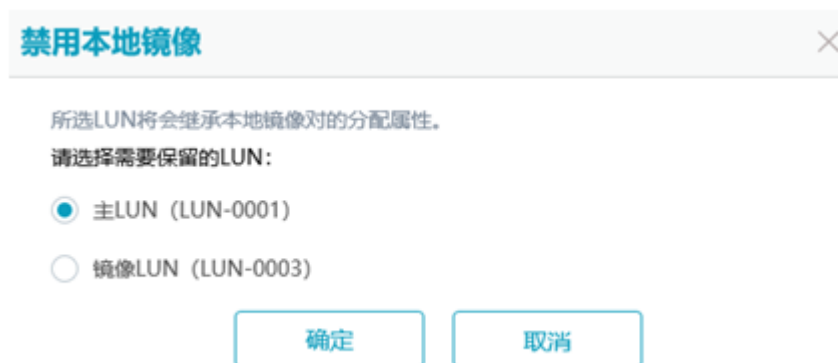 禁用本地镜像
所选LUN将会继承本地镜像对的分配属性。
请选择需要保留的LUN：
主LUN（LUN-0001）
镜像LUN（LUN-0003）
确定 取消